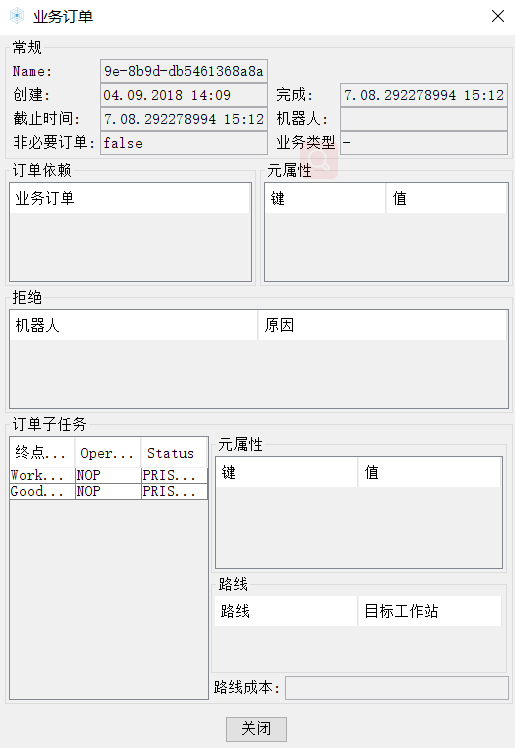 业务订单
常规
Name: 9e-8b9d-db5461368a8a
创建: 04.09.2018 14:09 完成: 7.08.292278994 15:12
截止时间: 7.08.292278994 15:12 机器人:
非必要订单: false 业务类型 -
订单依赖 元属性
业务订单 键 值
拒绝
机器人 原因
订单子任务
终点... Oper... Status
Work... NOP PRIS...
Good... NOP PRIS...
元属性
键 值
路线
路线 目标工作站
路线成本:
关闭